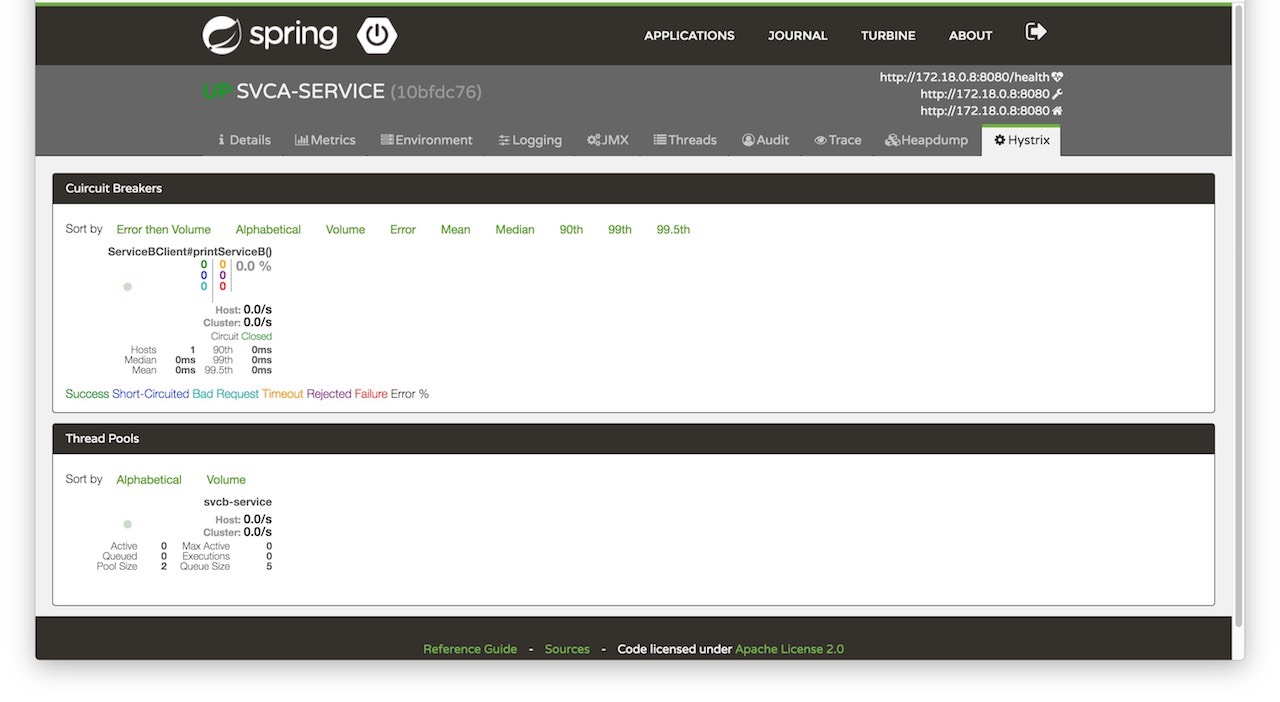 spring
APPLICATIONS JOURNAL TURBINE ABOUT
UP SVCA-SERVICE (10bfdc76)
http://172.18.0.8:8080/health
http://172.18.0.8:8080
http://172.18.0.8:8080
Details Metrics Environment Logging JMX Threads Audit Trace Heapdump Hystrix
Cuircuit Breakers
Sort by Error then Volume Alphabetical Volume Error Mean Median 90th 99th 99.5th
ServiceBClient#printServiceB()
0 0 0.0 %
0 0
0 0
Host: 0.0/s
Cluster: 0.0/s
Circuit Closed
Hosts 1 90th 0ms
Median 0ms 99th 0ms
Mean 0ms 99.5th 0ms
Success Short-Circuited Bad Request Timeout Rejected Failure Error %
Thread Pools
Sort by Alphabetical Volume
svcb-service
Host: 0.0/s
Cluster: 0.0/s
Active 0 Max Active 0
Queued 0 Executions 0
Pool Size 2 Queue Size 5
Reference Guide - Sources - Code licensed under Apache License 2.0